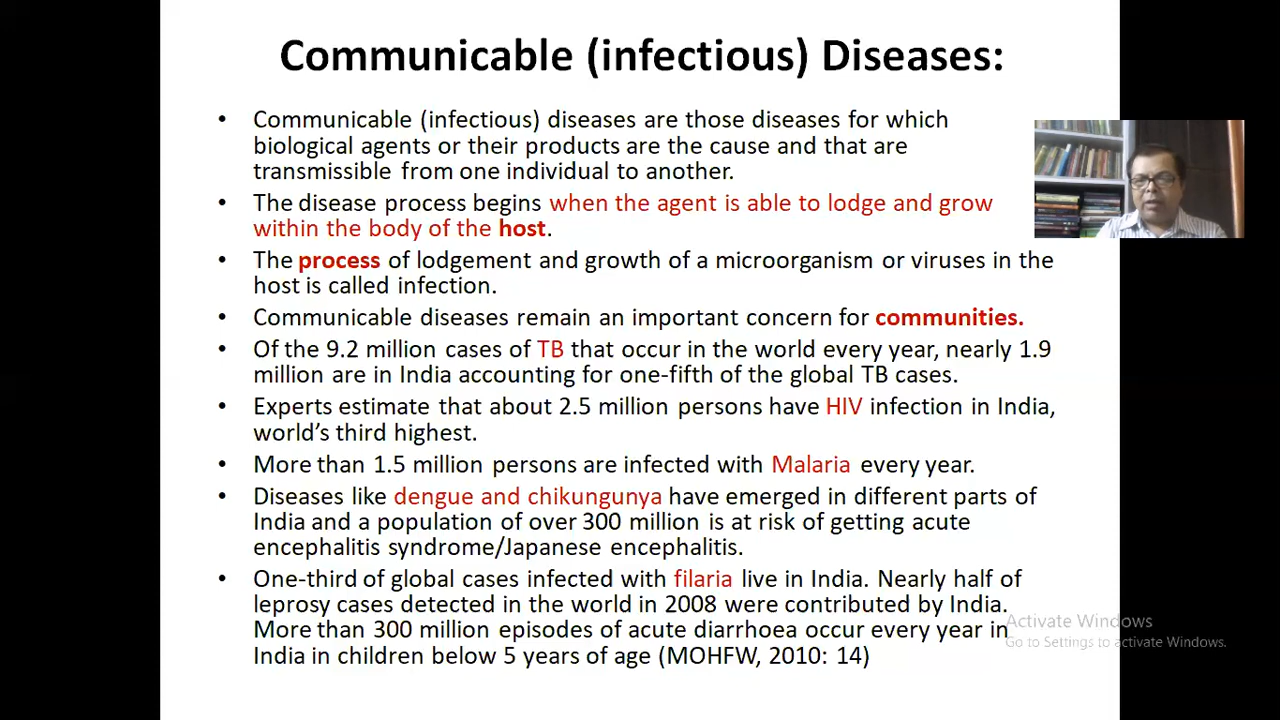 Communicable (infectious) Diseases:
• Communicable (infectious) diseases are those diseases for which
biological agents or their products are the cause and that are
transmissible from one individual to another.
• The disease process begins when the agent is able to lodge and grow
within the body of the host.
• The process of lodgement and growth of a microorganism or viruses in the
host is called infection.
• Communicable diseases remain an important concern for communities.
• Of the 9.2 million cases of TB that occur in the world every year, nearly 1.9
million are in India accounting for one-fifth of the global TB cases.
• Experts estimate that about 2.5 million persons have HIV infection in India,
world’s third highest.
• More than 1.5 million persons are infected with Malaria every year.
• Diseases like dengue and chikungunya have emerged in different parts of
India and a population of over 300 million is at risk of getting acute
encephalitis syndrome/Japanese encephalitis.
• One-third of global cases infected with filaria live in India. Nearly half of
leprosy cases detected in the world in 2008 were contributed by India.
More than 300 million episodes of acute diarrhoea occur every year in
India in children below 5 years of age (MOHFW, 2010: 14)
Activate Windows
Go to Settings to activate Windows.